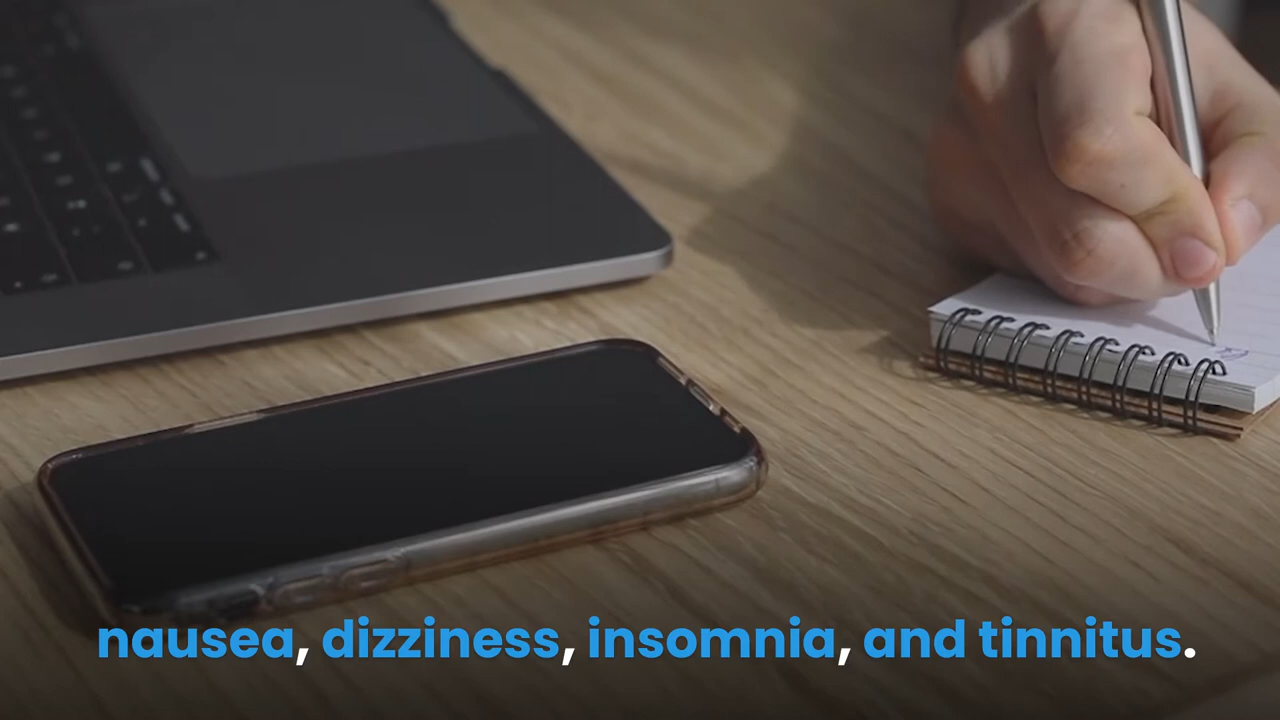 nausea, dizziness, insomnia, and tinnitus.